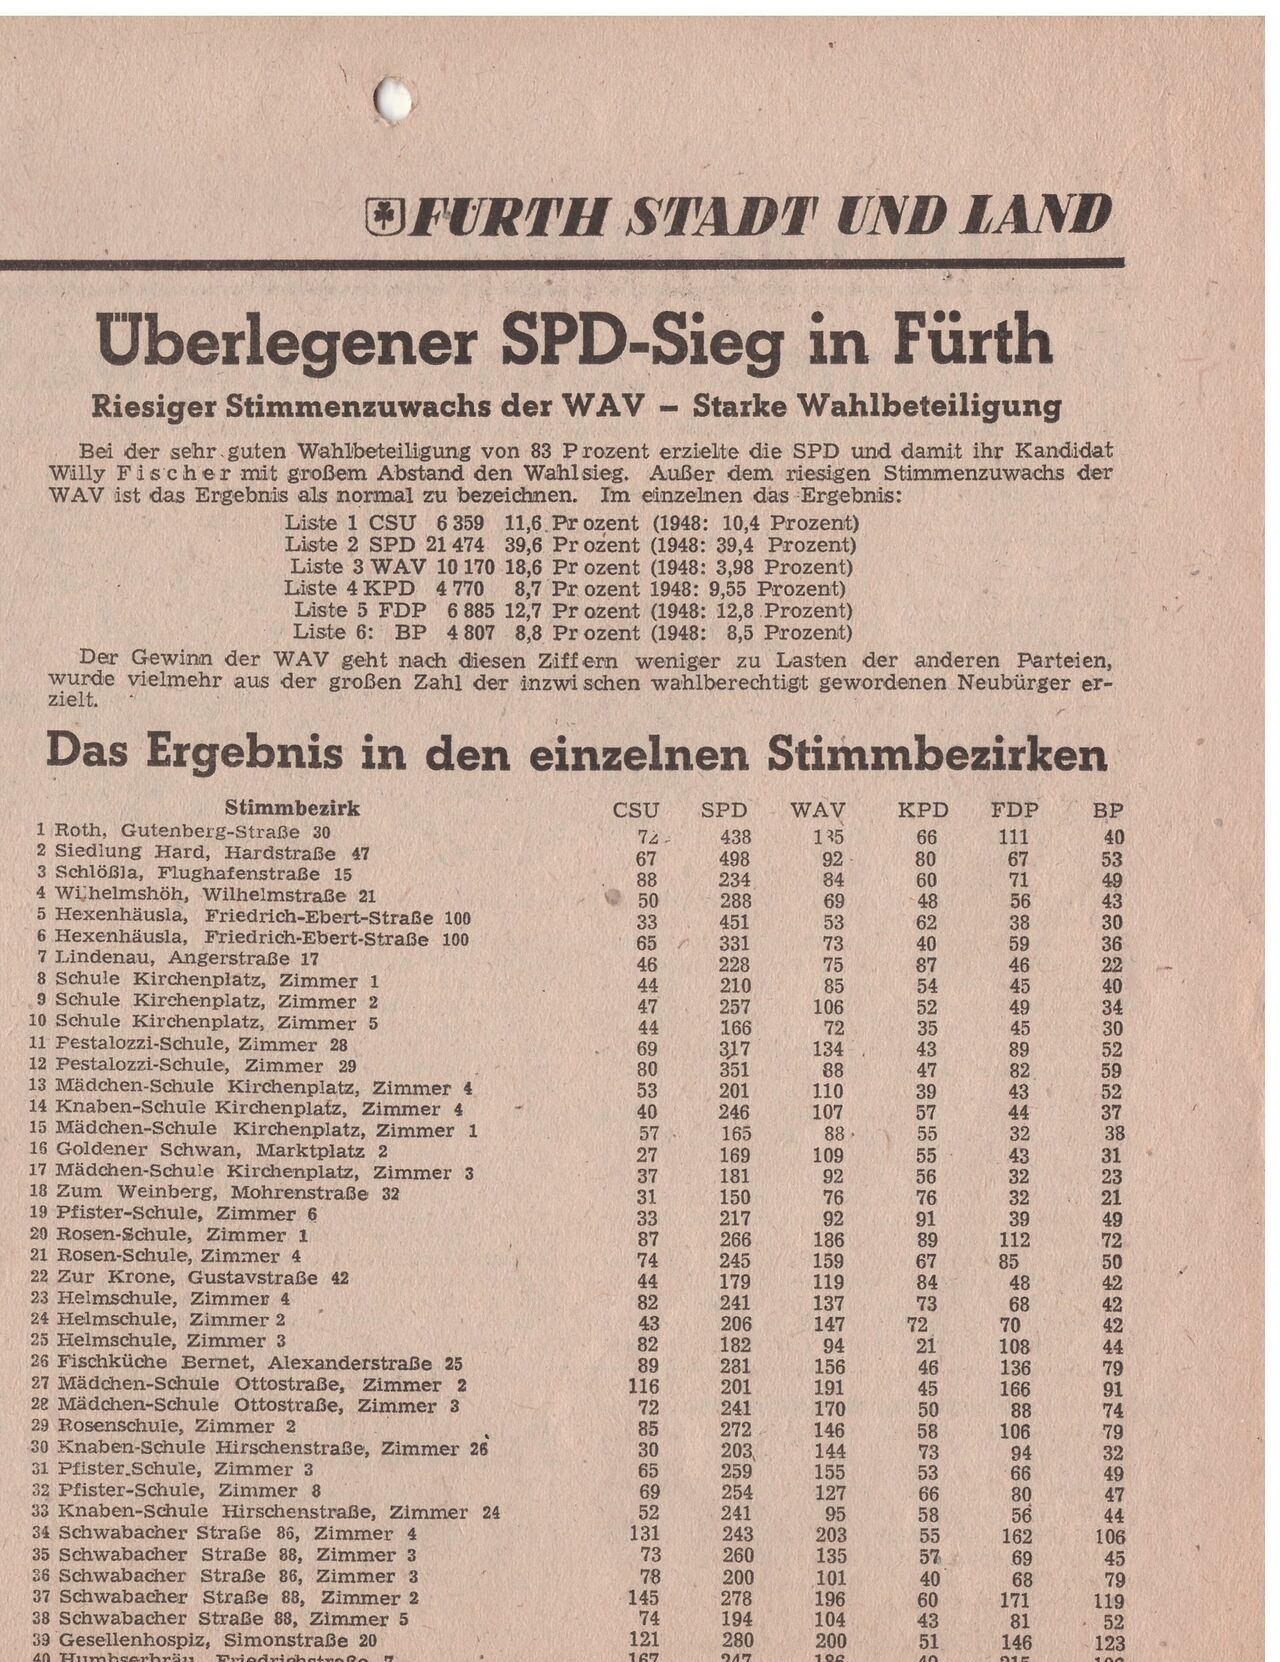 FÜRTH STADT UND LAND
Überlegener SPD-Sieg in Fürth
Riesiger Stimmenzuwachs der WAV – Starke Wahlbeteiligung
Bei der sehr guten Wahlbeteiligung von 83 Prozent erzielte die SPD und damit ihr Kandidat
Willy Fischer mit großem Abstand den Wahlsieg. Außer dem riesigen Stimmenzuwachs der
WAV ist das Ergebnis als normal zu bezeichnen. Im einzelnen das Ergebnis:
Liste 1 CSU 6 359 11,6 Prozent (1948: 10,4 Prozent)
Liste 2 SPD 21 474 39,6 Prozent (1948: 39,4 Prozent)
Liste 3 WAV 10 170 18,6 Prozent (1948: 3,98 Prozent)
Liste 4 KPD 4 770 8,7 Prozent 1948: 9,55 Prozent)
Liste 5 FDP 6 885 12,7 Prozent (1948: 12,8 Prozent)
Liste 6: BP 4 807 8,8 Prozent (1948: 8,5 Prozent)
Der Gewinn der WAV geht nach diesen Ziffern weniger zu Lasten der anderen Parteien,
wurde vielmehr aus der großen Zahl der inzwischen wahlberechtigt gewordenen Neubürger er-
zielt.
Das Ergebnis in den einzelnen Stimmbezirken
Stimmbezirk CSU SPD WAV KPD FDP BP
1 Roth, Gutenberg-Straße 30 72 438 135 66 111 40
2 Siedlung Hard, Hardstraße 47 67 498 92 80 67 53
3 Schlößla, Flughafenstraße 15 88 234 84 60 71 49
4 Wilhelmshöh, Wilhelmstraße 21 50 288 69 48 56 43
5 Hexenhäusla, Friedrich-Ebert-Straße 100 33 451 53 62 38 30
6 Hexenhäusla, Friedrich-Ebert-Straße 100 65 331 73 40 59 36
7 Lindenau, Angerstraße 17 46 228 75 87 46 22
8 Schule Kirchenplatz, Zimmer 1 44 210 85 54 45 40
9 Schule Kirchenplatz, Zimmer 2 47 257 106 52 49 34
10 Schule Kirchenplatz, Zimmer 5 44 166 72 35 45 30
11 Pestalozzi-Schule, Zimmer 28 69 317 134 43 89 52
12 Pestalozzi-Schule, Zimmer 29 80 351 88 47 82 59
13 Mädchen-Schule Kirchenplatz, Zimmer 4 53 201 110 39 43 52
14 Knaben-Schule Kirchenplatz, Zimmer 4 40 246 107 57 44 37
15 Mädchen-Schule Kirchenplatz, Zimmer 1 57 165 88 55 32 38
16 Goldener Schwan, Marktplatz 2 27 169 109 55 43 31
17 Mädchen-Schule Kirchenplatz, Zimmer 3 37 181 92 56 32 23
18 Zum Weinberg, Mohrenstraße 32 31 150 76 76 32 21
19 Pfister-Schule, Zimmer 6 33 217 92 91 39 49
20 Rosen-Schule, Zimmer 1 87 266 186 89 112 72
21 Rosen-Schule, Zimmer 4 74 245 159 67 85 50
22 Zur Krone, Gustavstraße 42 44 179 119 84 48 42
23 Helmschule, Zimmer 4 82 241 137 73 68 42
24 Helmschule, Zimmer 2 43 206 147 72 70 42
25 Helmschule, Zimmer 3 82 182 94 21 108 44
26 Fischküche Bernet, Alexanderstraße 25 89 281 156 46 136 79
27 Mädchen-Schule Ottostraße, Zimmer 2 116 201 191 45 166 91
28 Mädchen-Schule Ottostraße, Zimmer 3 72 241 170 50 88 74
29 Rosenschule, Zimmer 2 85 272 146 58 106 79
30 Knaben-Schule Hirschenstraße, Zimmer 26 30 203 144 73 94 32
31 Pfister.Schule, Zimmer 3 65 259 155 53 66 49
32 Pfister-Schule, Zimmer 8 69 254 127 66 80 47
33 Knaben-Schule Hirschenstraße, Zimmer 24 52 241 95 58 56 44
34 Schwabacher Straße 86, Zimmer 4 131 243 203 55 162 106
35 Schwabacher Straße 88, Zimmer 3 73 260 135 57 69 45
36 Schwabacher Straße 86, Zimmer 3 78 200 101 40 68 79
37 Schwabacher Straße 88, Zimmer 2 145 278 196 60 171 119
38 Schwabacher Straße 88, Zimmer 5 74 194 104 43 81 52
39 Gesellenhospiz, Simonstraße 20 121 280 200 51 146 123
40 Humbserbräu, Friedrichstraße 7 167 247 186